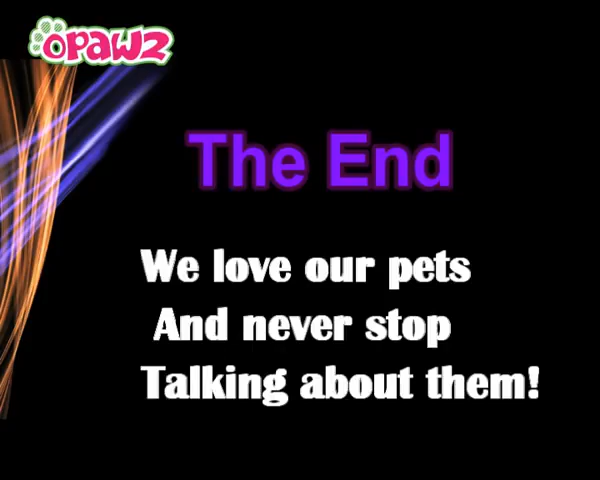 OPAWZ
The End
We love our pets
And never stop
Talking about them!